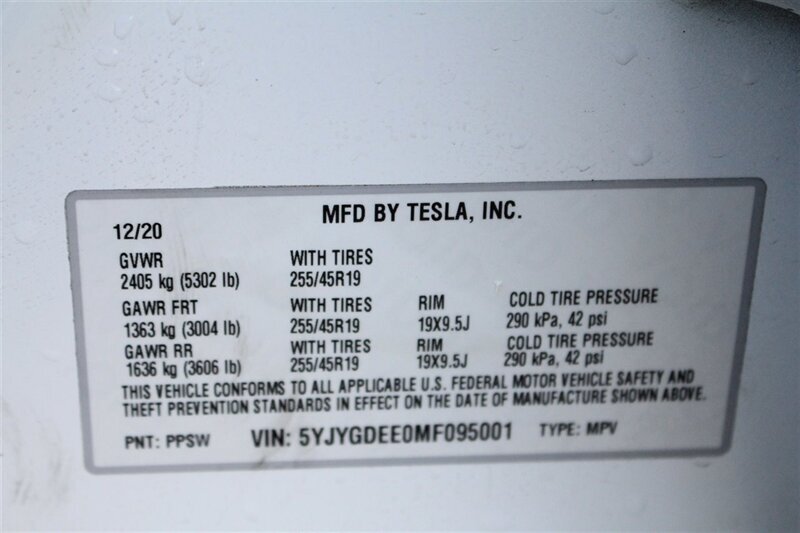 MFD BY TESLA, INC.
12/20
GVWR WITH TIRES
2405 kg (5302 lb) 255/45R19
GAWR FRT WITH TIRES RIM COLD TIRE PRESSURE
1363 kg (3004 lb) 255/45R19 19X9.5J 290 kPa, 42 psi
GAWR RR WITH TIRES RIM COLD TIRE PRESSURE
1636 kg (3606 lb) 255/45R19 19X9.5J 290 kPa, 42 psi
THIS VEHICLE CONFORMS TO ALL APPLICABLE U.S. FEDERAL MOTOR VEHICLE SAFETY AND
THEFT PREVENTION STANDARDS IN EFFECT ON THE DATE OF MANUFACTURE SHOWN ABOVE.
PNT: PPSW VIN: 5YJYGDEE0MF095001 TYPE: MPV